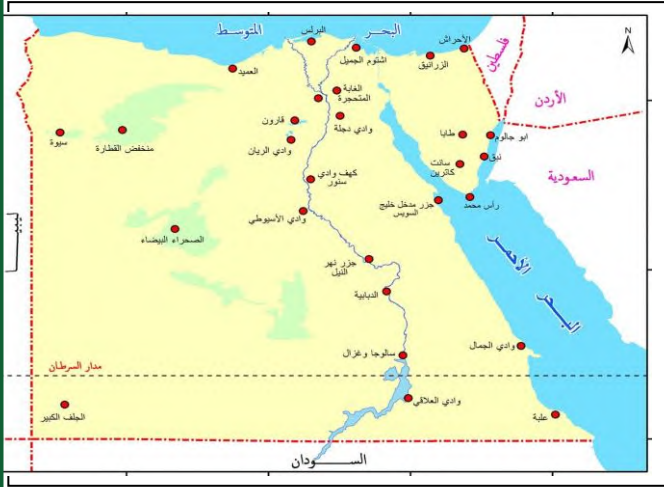 البحر المتوسط
البرلس
اشتوم الجميل
الأحراش
الزرانيق
العميد
فلسطين
N
الأردن
الغابة
المتحجرة
قارون
وادي دجلة
سيوة
منخفض القطارة
وادي الريان
طابا
ابو جالوم
سانت
كاترين
نبق
السعودية
كهف وادي
سنور
رأس محمد
جزر مدخل خليج
السويس
وادي الأسيوطي
ليبيا
الصحراء البيضاء
البحر الأحمر
جزر نهر
النيل
الدبابية
وادي الجمال
سالوجا وغزال
مدار السرطان
وادي العلاقي
الجلف الكبير
علبة
السودان